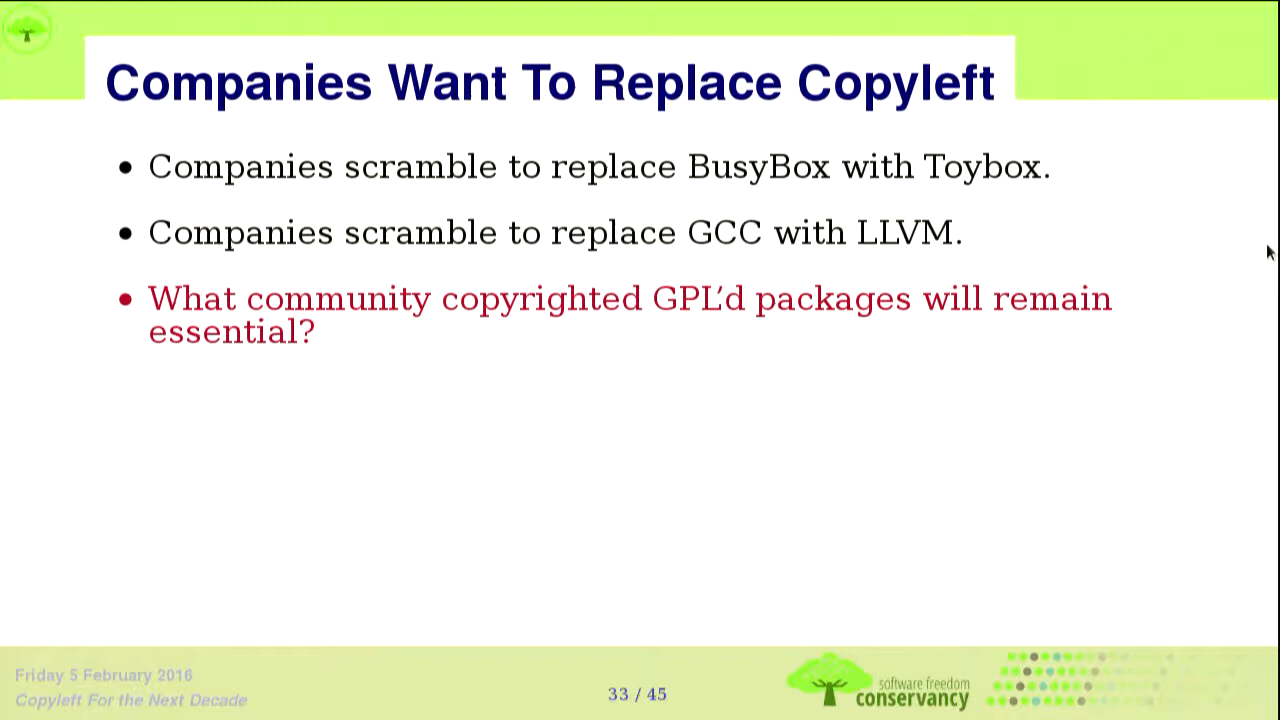 Companies Want To Replace Copyleft
• Companies scramble to replace BusyBox with Toybox.
• Companies scramble to replace GCC with LLVM.
• What community copyrighted GPL’d packages will remain
essential?
Friday 5 February 2016
Copyleft For the Next Decade
33 / 45
software freedom
conservancy